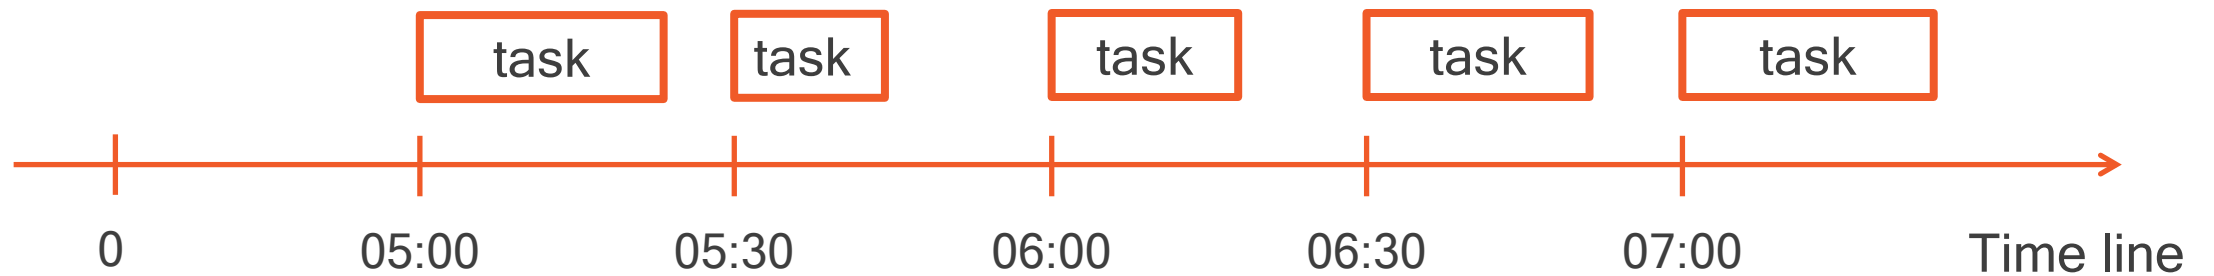 task task task task task
0 05:00 05:30 06:00 06:30 07:00 Time line